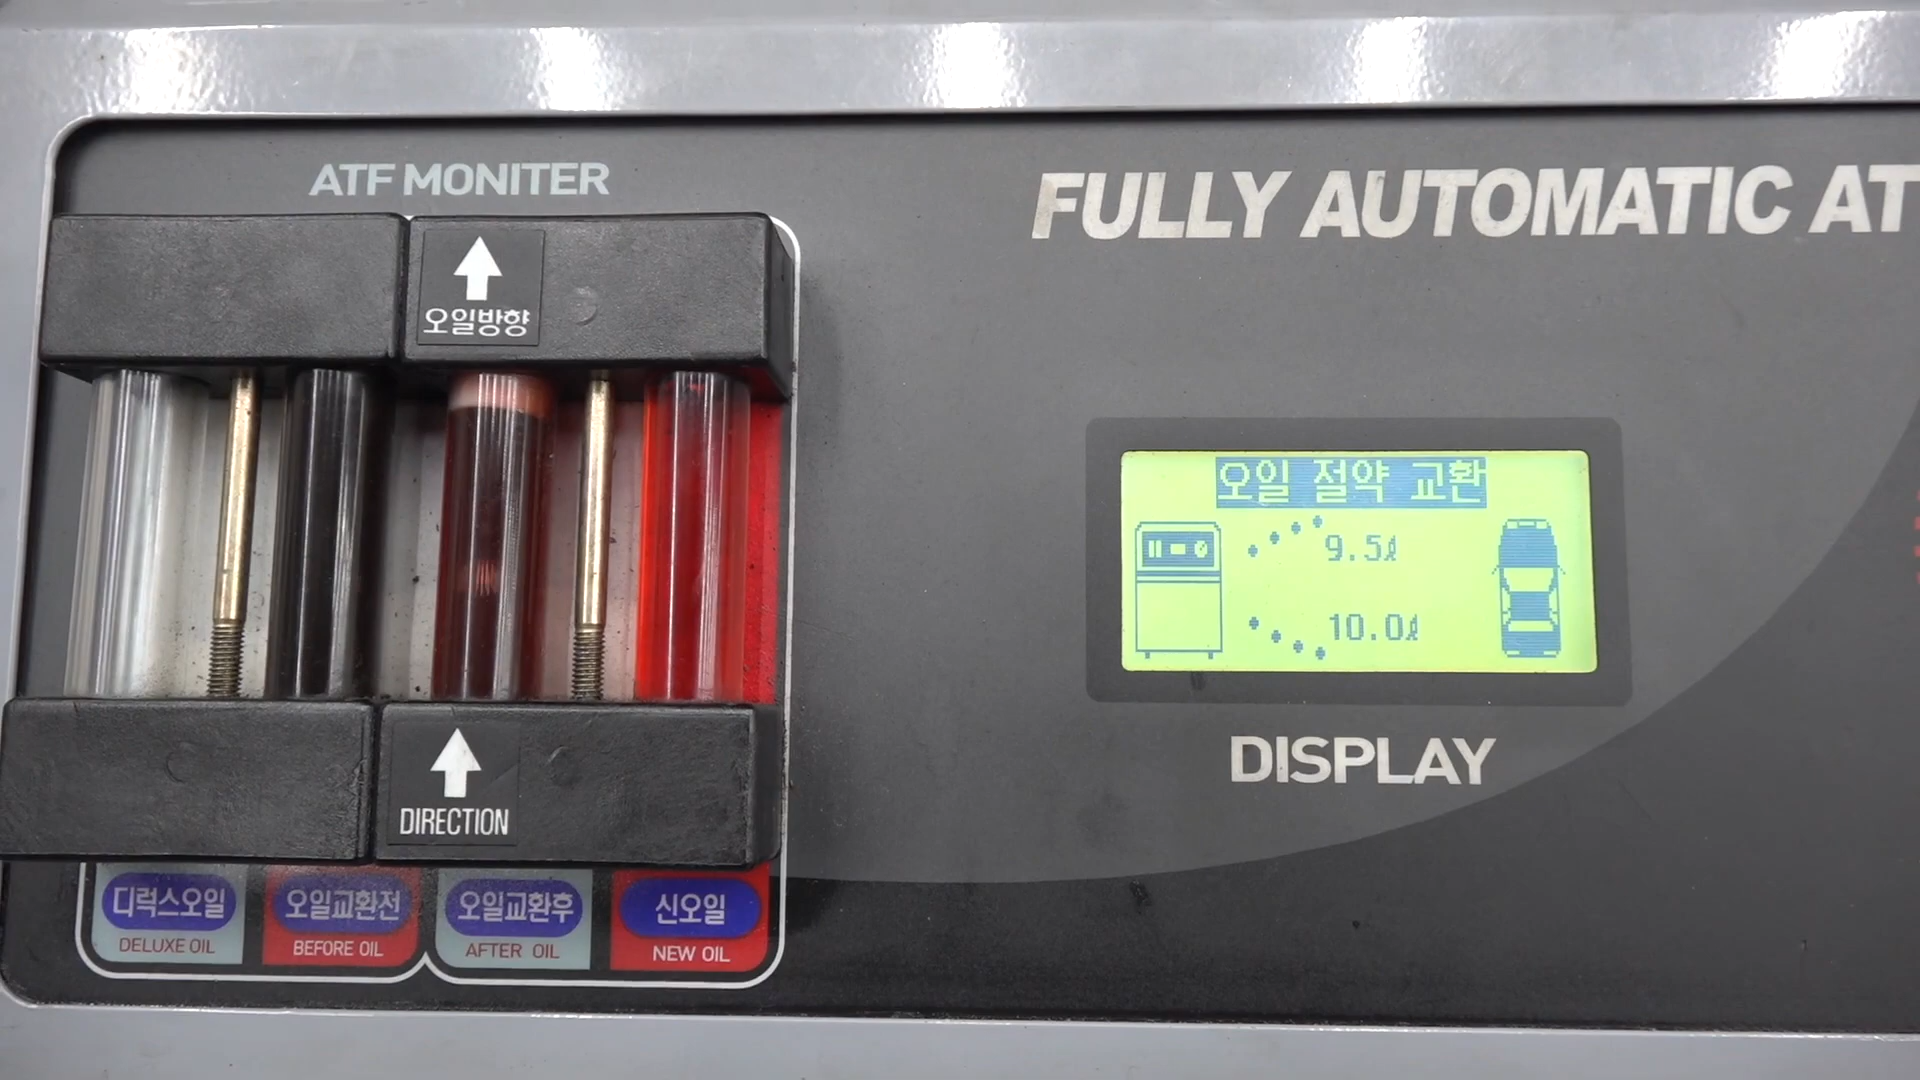 ATF MONITER
오일방향
DIRECTION
디럭스오일
DELUXE OIL
오일교환전
BEFORE OIL
오일교환후
AFTER OIL
신오일
NEW OIL
FULLY AUTOMATIC AT
오일 절약 교환
9.5ℓ
10.0ℓ
DISPLAY